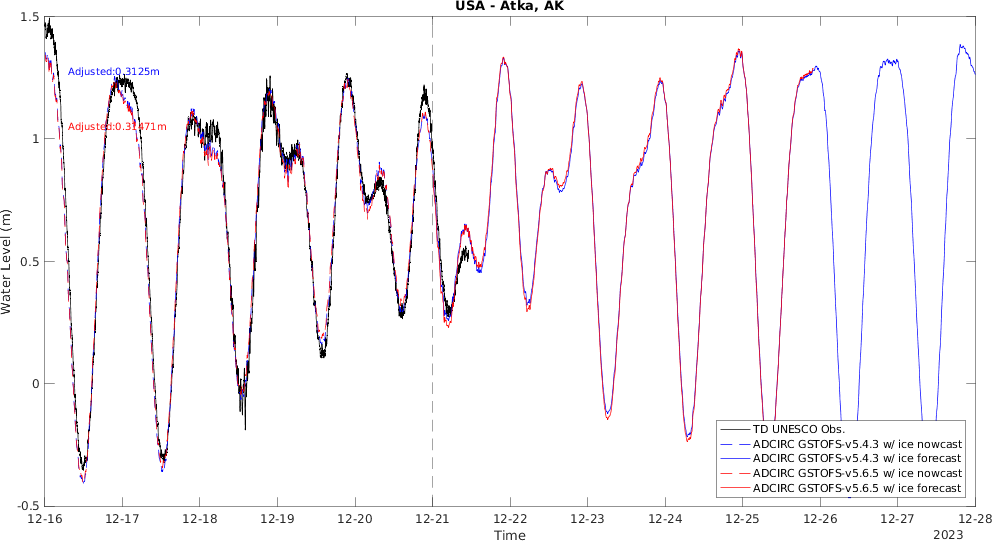 USA - Atka, AK
1.5
1
0.5
0
-0.5
Water Level (m)
Adjusted:0.3125m
Adjusted:0.31471m
TD UNESCO Obs.
ADCIRC GSTOFS-v5.4.3 w/ ice nowcast
ADCIRC GSTOFS-v5.4.3 w/ ice forecast
ADCIRC GSTOFS-v5.6.5 w/ ice nowcast
ADCIRC GSTOFS-v5.6.5 w/ ice forecast
12-16 12-17 12-18 12-19 12-20 12-21 12-22 12-23 12-24 12-25 12-26 12-27 12-28
Time
2023